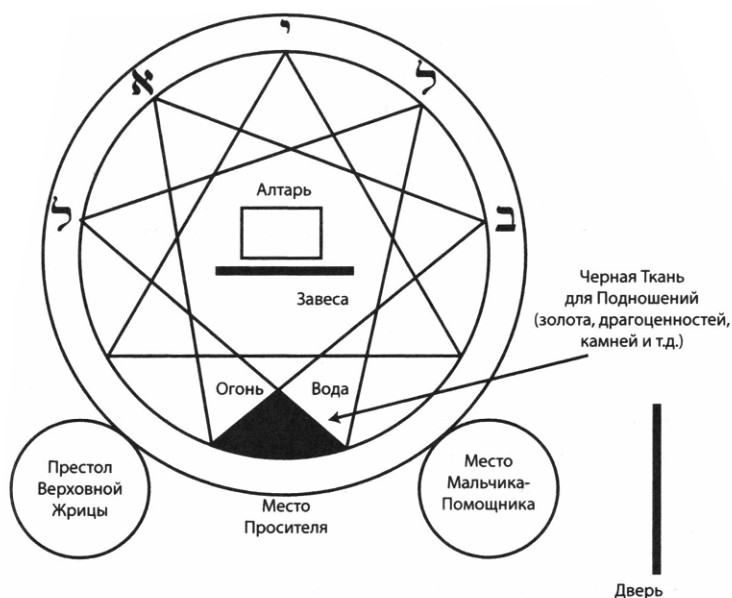 י
א
ל
ל
Алтарь
Завеса
Черная Ткань
для Подношений
(золота, драгоценностей,
камней и т.д.)
Огонь
Вода
Престол
Верховной
Жрицы
Место
Просителя
Место
Мальчика-
Помощника
Дверь